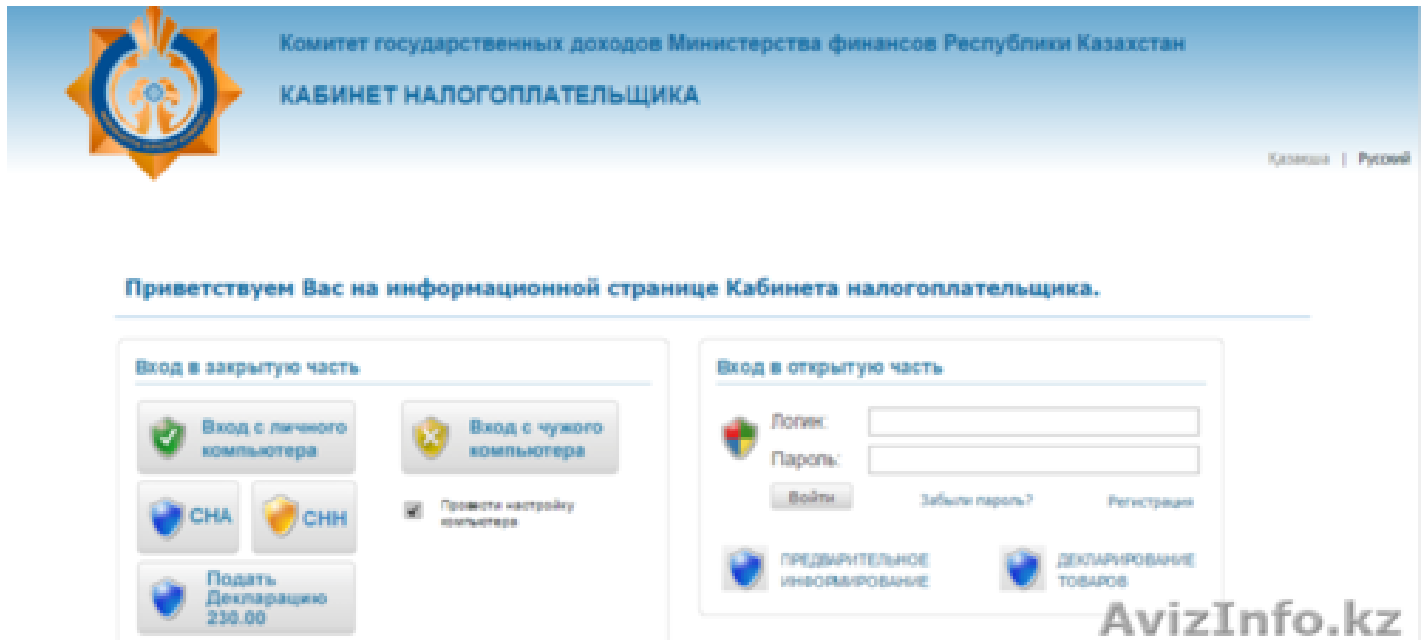 Комитет государственных доходов Министерства финансов Республики Казахстан
КАБИНЕТ НАЛОГОПЛАТЕЛЬЩИКА
Қазақша | Русский
Приветствуем Вас на информационной странице Кабинета налогоплательщика.
Вход в закрытую часть
Вход с личного
компьютера
Вход с чужого
компьютера
СНА
СНН
Провести настройку
компьютера
Подать
Декларацию
230.00
Вход в открытую часть
Логин:
Пароль:
Войти
Забыли пароль?
Регистрация
ПРЕДВАРИТЕЛЬНОЕ
ИНФОРМИРОВАНИЕ
ДЕКЛАРИРОВАНИЕ
ТОВАРОВ
AvizInfo.kz